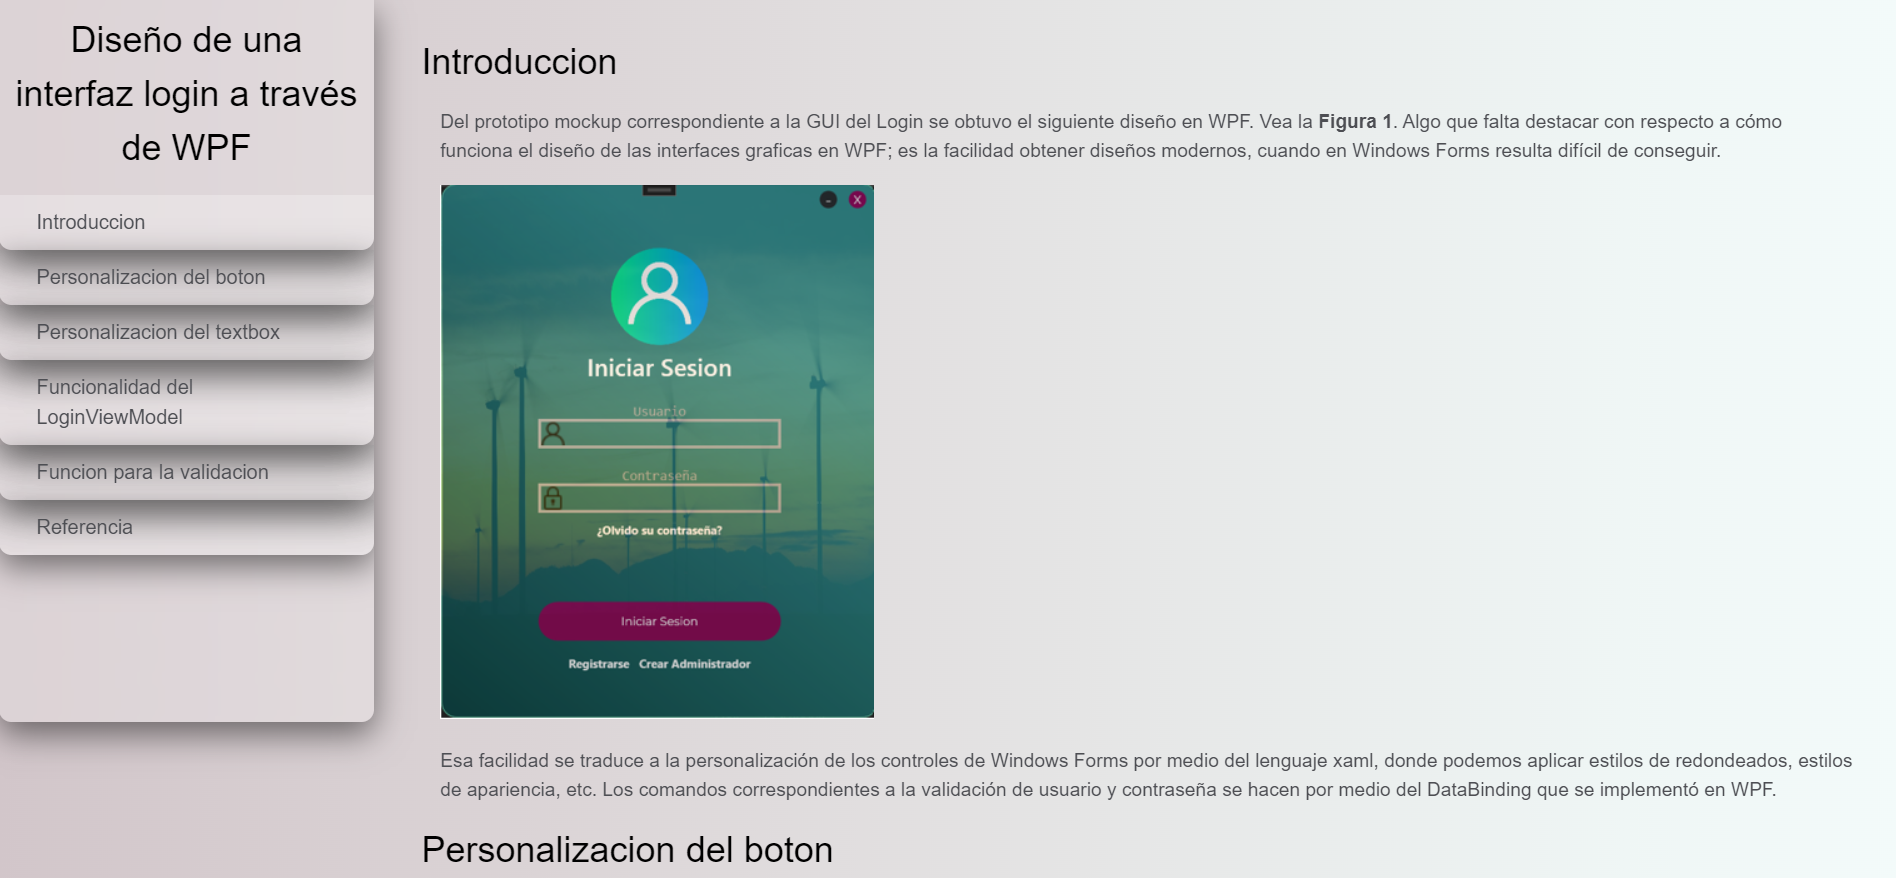 Diseño de una
interfaz login a través
de WPF
Introduccion
Personalizacion del boton
Personalizacion del textbox
Funcionalidad del
LoginViewModel
Funcion para la validacion
Referencia
Introduccion
Del prototipo mockup correspondiente a la GUI del Login se obtuvo el siguiente diseño en WPF. Vea la Figura 1. Algo que falta destacar con respecto a cómo
funciona el diseño de las interfaces graficas en WPF; es la facilidad obtener diseños modernos, cuando en Windows Forms resulta difícil de conseguir.
- X
Iniciar Sesion
Usuario
Contraseña
¿Olvido su contraseña?
Iniciar Sesion
Registrarse Crear Administrador
Esa facilidad se traduce a la personalización de los controles de Windows Forms por medio del lenguaje xaml, donde podemos aplicar estilos de redondeados, estilos
de apariencia, etc. Los comandos correspondientes a la validación de usuario y contraseña se hacen por medio del DataBinding que se implementó en WPF.
Personalizacion del boton